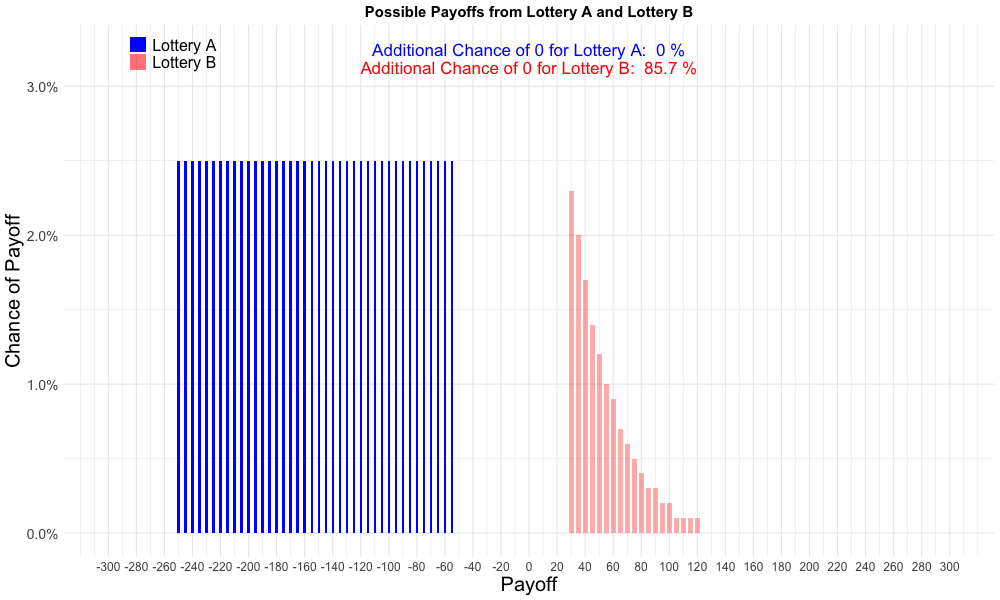 Possible Payoffs from Lottery A and Lottery B
Lottery A
Lottery B
Additional Chance of 0 for Lottery A:  0 %
Additional Chance of 0 for Lottery B:  85.7 %
3.0%
2.0%
1.0%
0.0%
Chance of Payoff
-300 -280 -260 -240 -220 -200 -180 -160 -140 -120 -100 -80 -60 -40 -20 0 20 40 60 80 100 120 140 160 180 200 220 240 260 280 300
Payoff